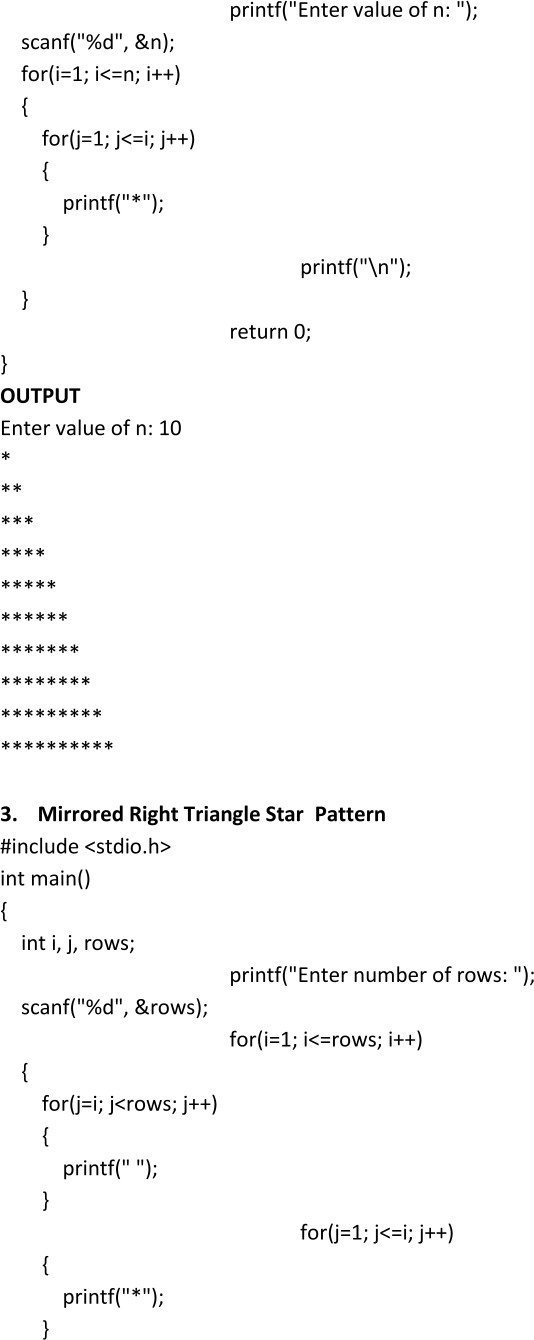 printf("Enter value of n: ");
scanf("%d", &n);
for(i=1; i<=n; i++)
{
for(j=1; j<=i; j++)
{
printf("*");
}
printf("\n");
}
return 0;
}
OUTPUT
Enter value of n: 10
*
**
***
****
*****
******
*******
********
*********
**********
3. Mirrored Right Triangle Star Pattern
#include <stdio.h>
int main()
{
int i, j, rows;
printf("Enter number of rows: ");
scanf("%d", &rows);
for(i=1; i<=rows; i++)
{
for(j=i; j<rows; j++)
{
printf(" ");
}
for(j=1; j<=i; j++)
{
printf("*");
}